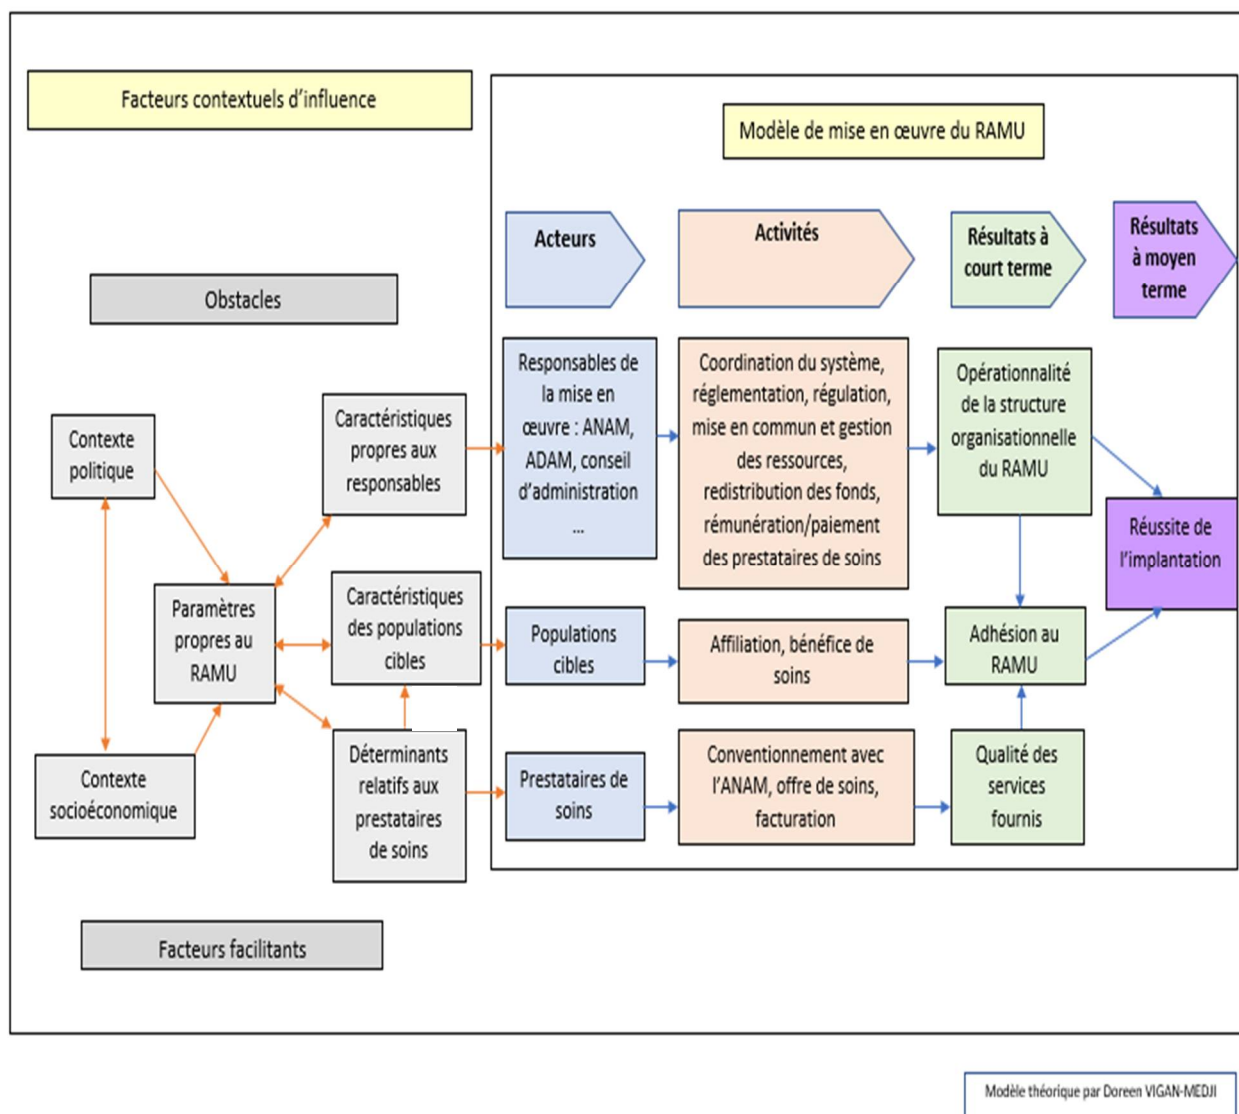 Facteurs contextuels d'influence
Modèle de mise en œuvre du RAMU
Acteurs
Activités
Résultats à
court terme
Résultats
à moyen
terme
Obstacles
Contexte
politique
Contexte
socioéconomique
Paramètres
propres au
RAMU
Caractéristiques
propres aux
responsables
Caractéristiques
des populations
cibles
Déterminants
relatifs aux
prestataires
de soins
Facteurs facilitants
Responsables de
la mise en
œuvre : ANAM,
ADAM, conseil
d'administration
...
Coordination du système,
réglementation, régulation,
mise en commun et gestion
des ressources,
redistribution des fonds,
rémunération/paiement
des prestataires de soins
Opérationnalité
de la structure
organisationnelle
du RAMU
Réussite de
l'implantation
Populations
cibles
Affiliation, bénéfice de
soins
Adhésion au
RAMU
Prestataires de
soins
Conventionnement avec
l'ANAM, offre de soins,
facturation
Qualité des
services
fournis
Modèle théorique par Doreen VIGAN-MEDJI